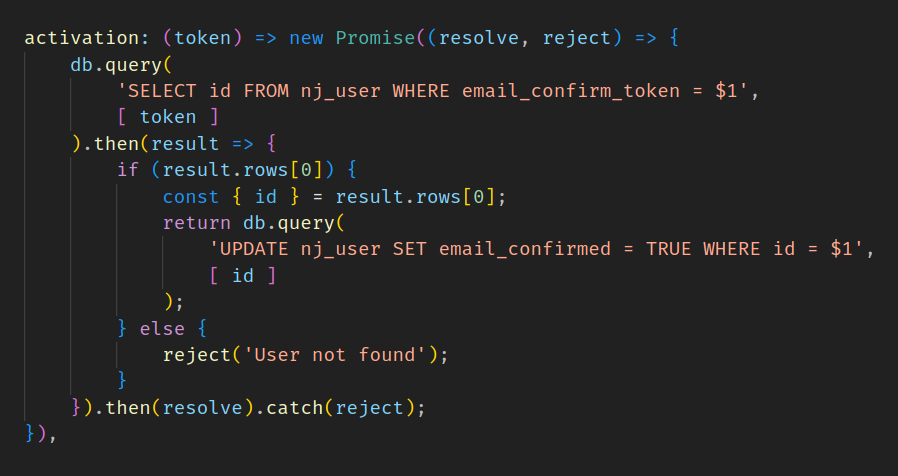 activation: (token) => new Promise((resolve, reject) => {
    db.query(
        'SELECT id FROM nj_user WHERE email_confirm_token = $1',
        [ token ]
    ).then(result => {
        if (result.rows[0]) {
            const { id } = result.rows[0];
            return db.query(
                'UPDATE nj_user SET email_confirmed = TRUE WHERE id = $1',
                [ id ]
            );
        } else {
            reject('User not found');
        }
    }).then(resolve).catch(reject);
}),